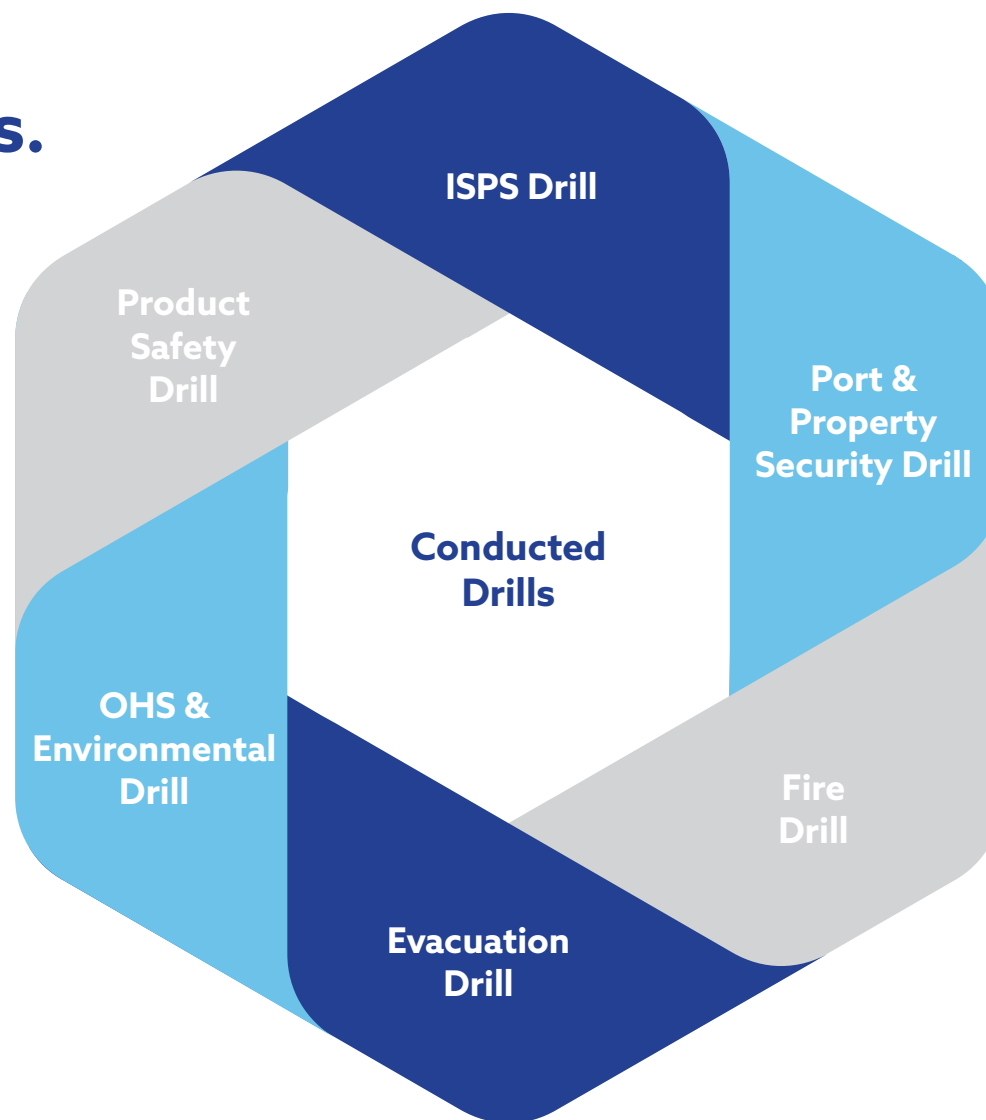 s.
ISPS Drill
Product
Safety
Drill
Port &
Property
Security Drill
Conducted
Drills
OHS &
Environmental
Drill
Fire
Drill
Evacuation
Drill